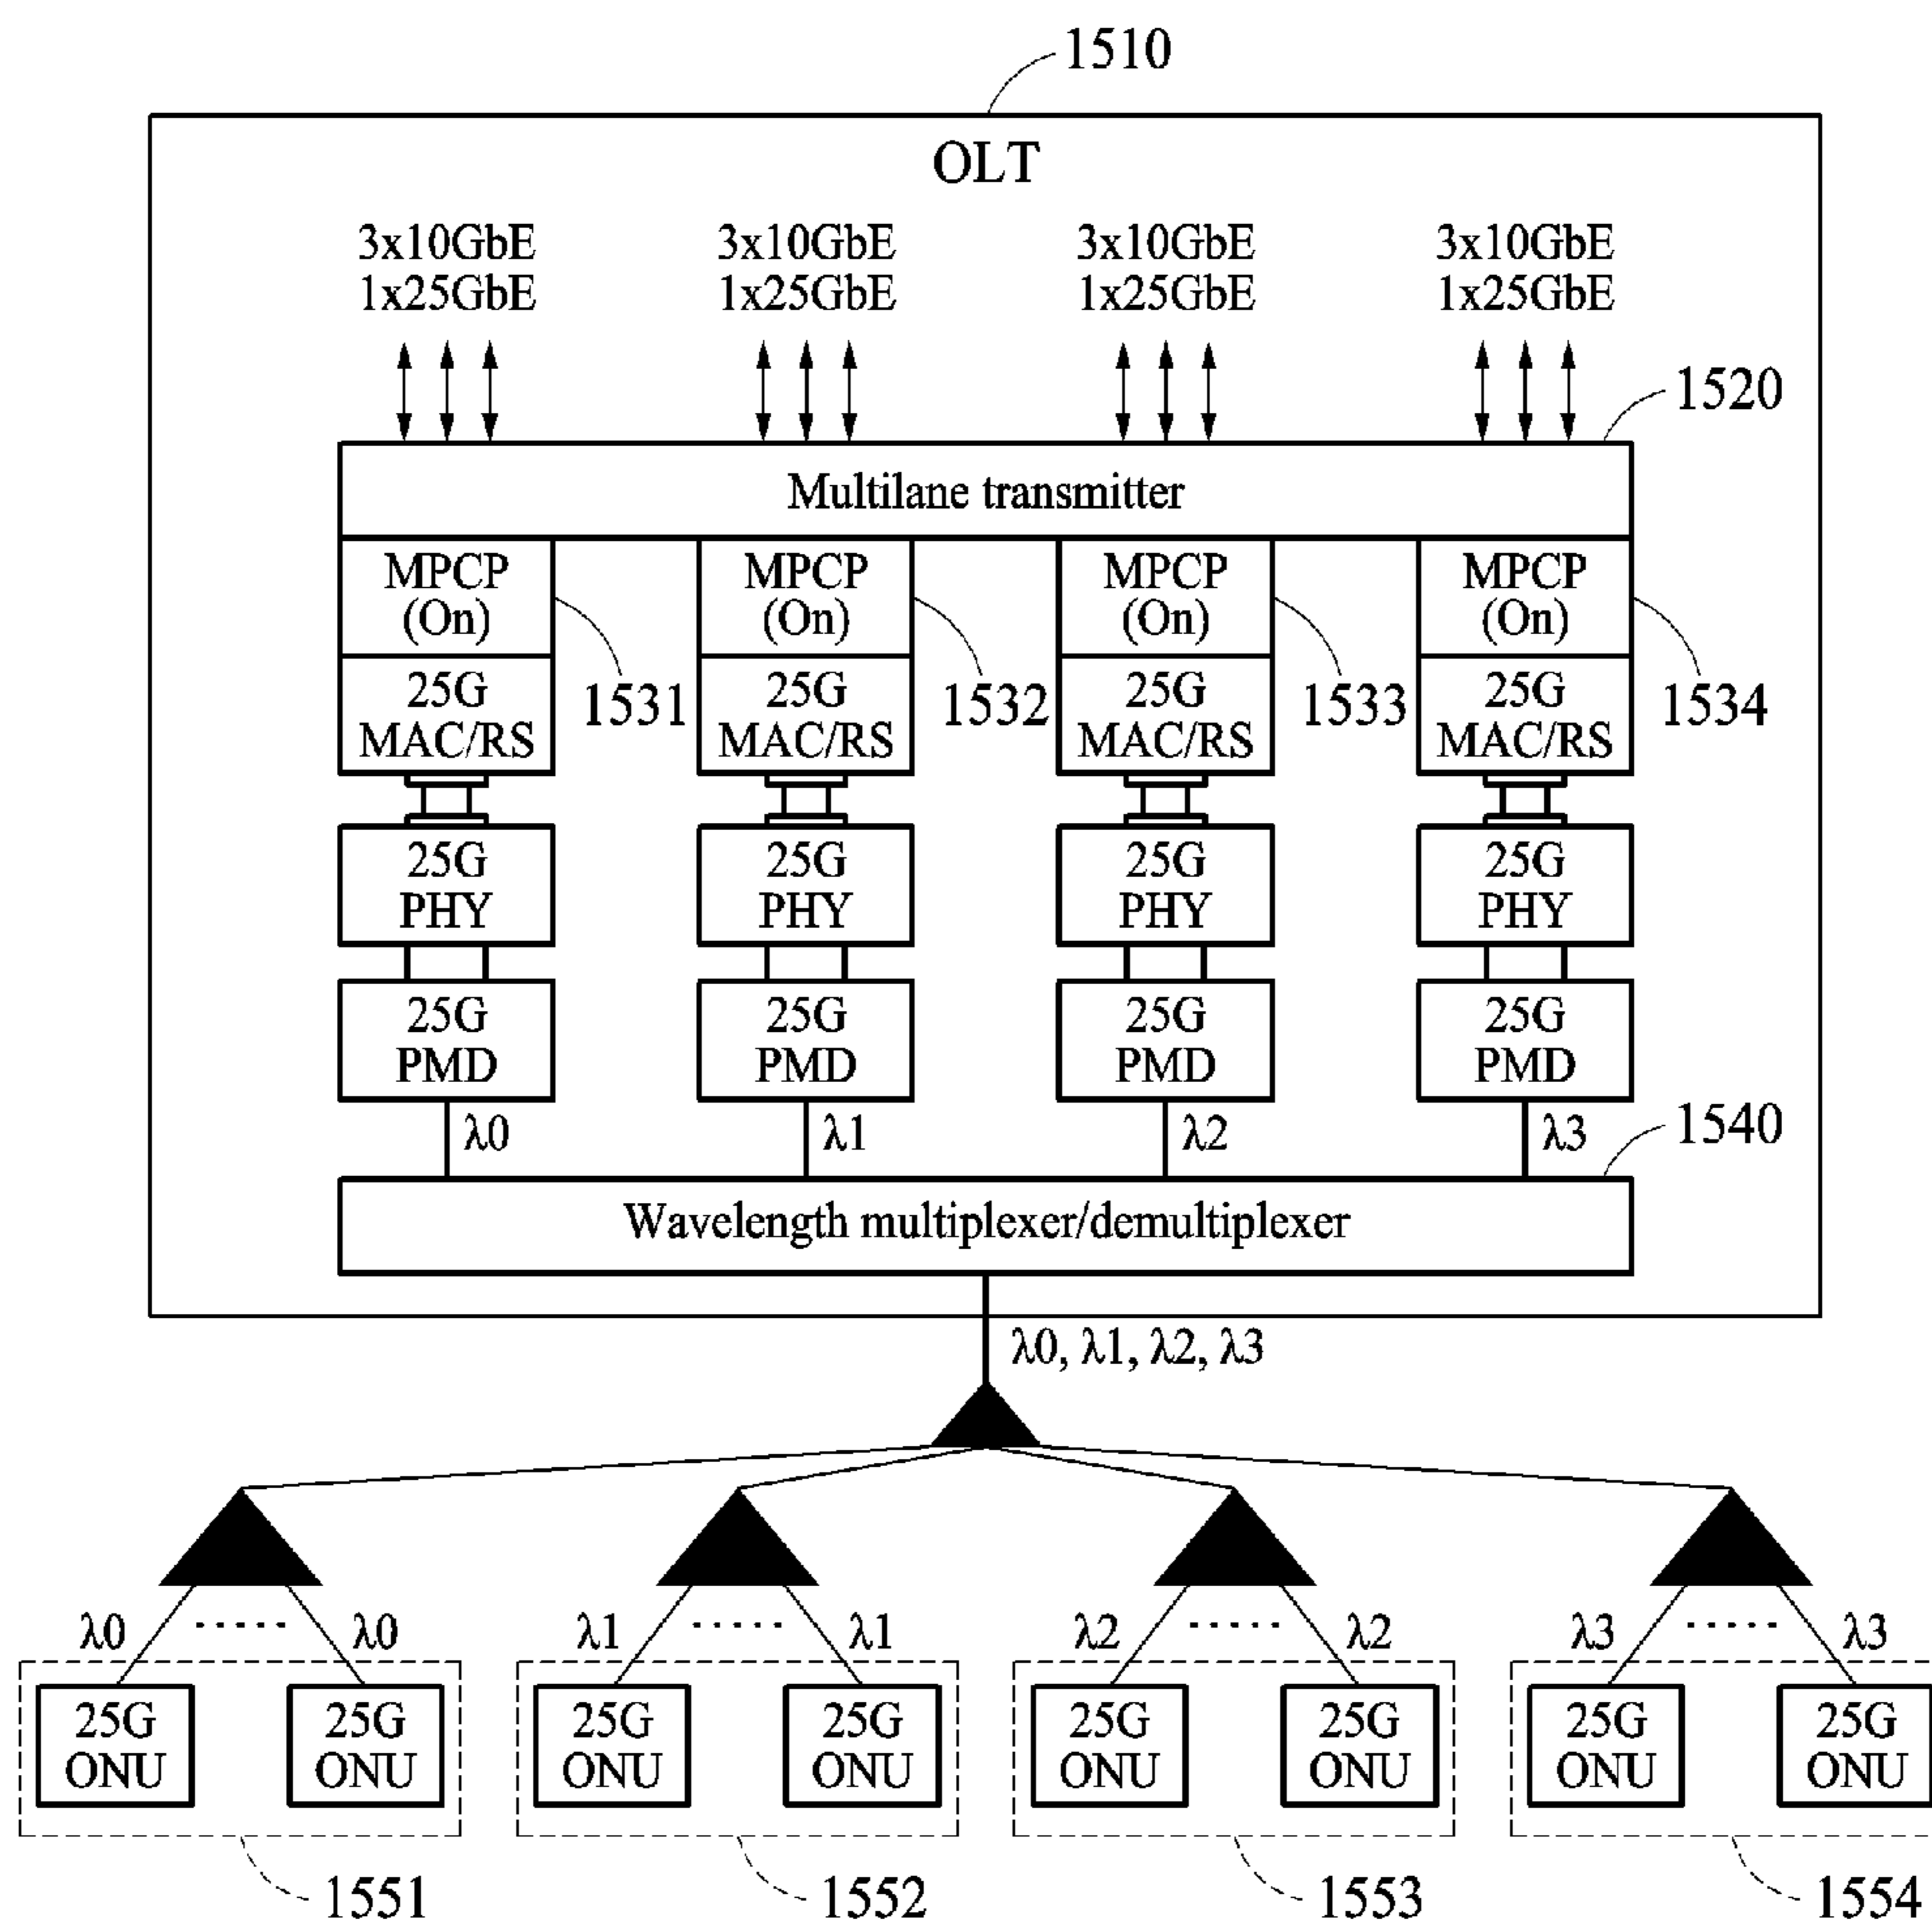 1510
OLT
3x10GbE 3x10GbE 3x10GbE 3x10GbE
1x25GbE 1x25GbE 1x25GbE 1x25GbE
1520
Multilane transmitter
MPCP MPCP MPCP MPCP
(On) (On) (On) (On)
25G 25G 25G 25G
1531 1532 1533 1534
MAC/RS MAC/RS MAC/RS MAC/RS
25G 25G 25G 25G
PHY PHY PHY PHY
25G 25G 25G 25G
PMD PMD PMD PMD
λ0 λ1 λ2 λ3
1540
Wavelength multiplexer/demultiplexer
λ0, λ1, λ2, λ3
λ0 ..... λ0 λ1 ..... λ1 λ2 ..... λ2 λ3 ..... λ3
25G 25G 25G 25G 25G 25G 25G 25G
ONU ONU ONU ONU ONU ONU ONU ONU
1551 1552 1553 1554